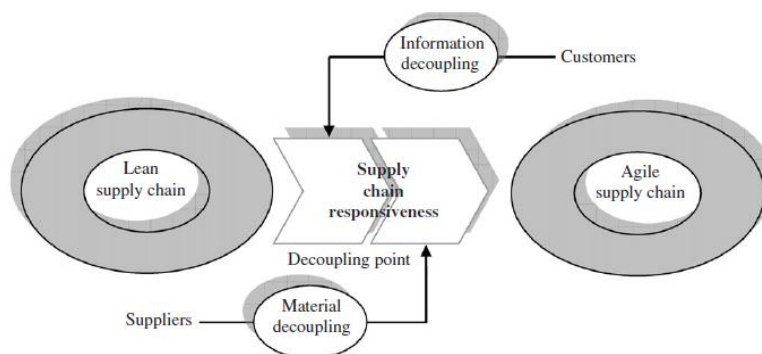 Information
decoupling
Customers
Lean
supply chain
Supply
chain
responsiveness
Agile
supply chain
Decoupling point
Suppliers
Material
decoupling